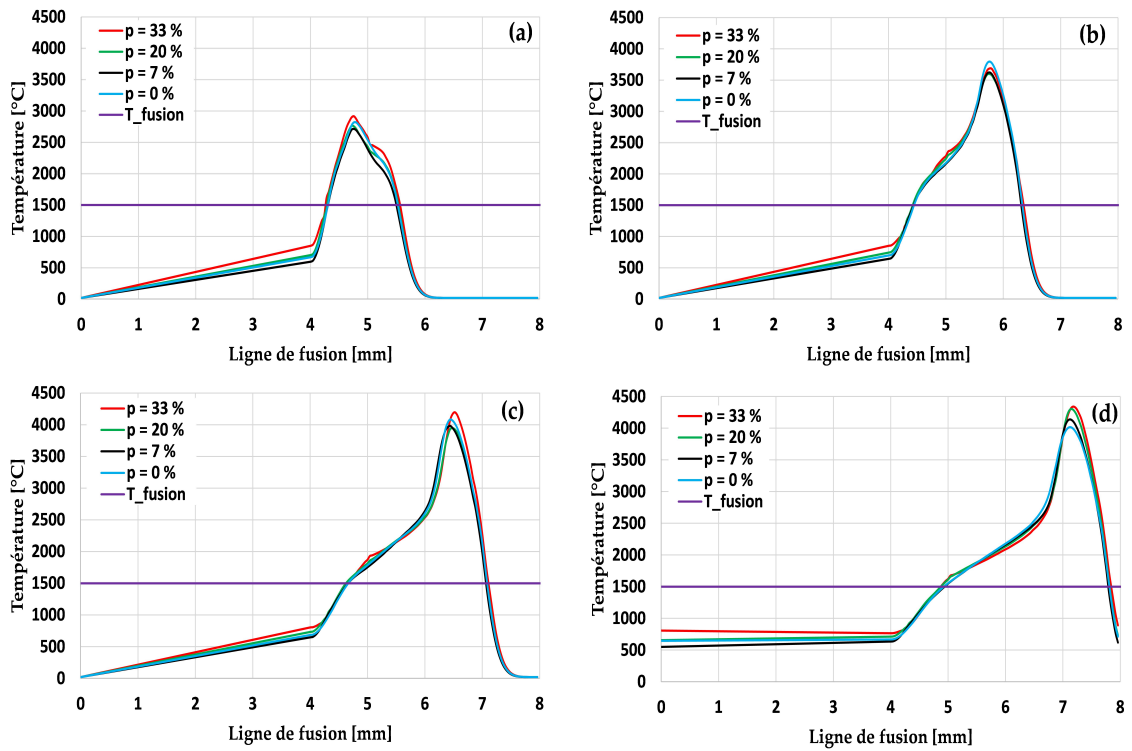 (a)
p = 33 %
p = 20 %
p = 7 %
p = 0 %
T_fusion
Température [°C]
4500
4000
3500
3000
2500
2000
1500
1000
500
0
0 1 2 3 4 5 6 7 8
Ligne de fusion [mm]
(b)
p = 33 %
p = 20 %
p = 7 %
p = 0 %
T_fusion
Température [°C]
4500
4000
3500
3000
2500
2000
1500
1000
500
0
0 1 2 3 4 5 6 7 8
Ligne de fusion [mm]
(c)
p = 33 %
p = 20 %
p = 7 %
p = 0 %
T_fusion
Température [°C]
4500
4000
3500
3000
2500
2000
1500
1000
500
0
0 1 2 3 4 5 6 7 8
Ligne de fusion [mm]
(d)
p = 33 %
p = 20 %
p = 7 %
p = 0 %
T_fusion
Température [°C]
4500
4000
3500
3000
2500
2000
1500
1000
500
0
0 1 2 3 4 5 6 7 8
Ligne de fusion [mm]